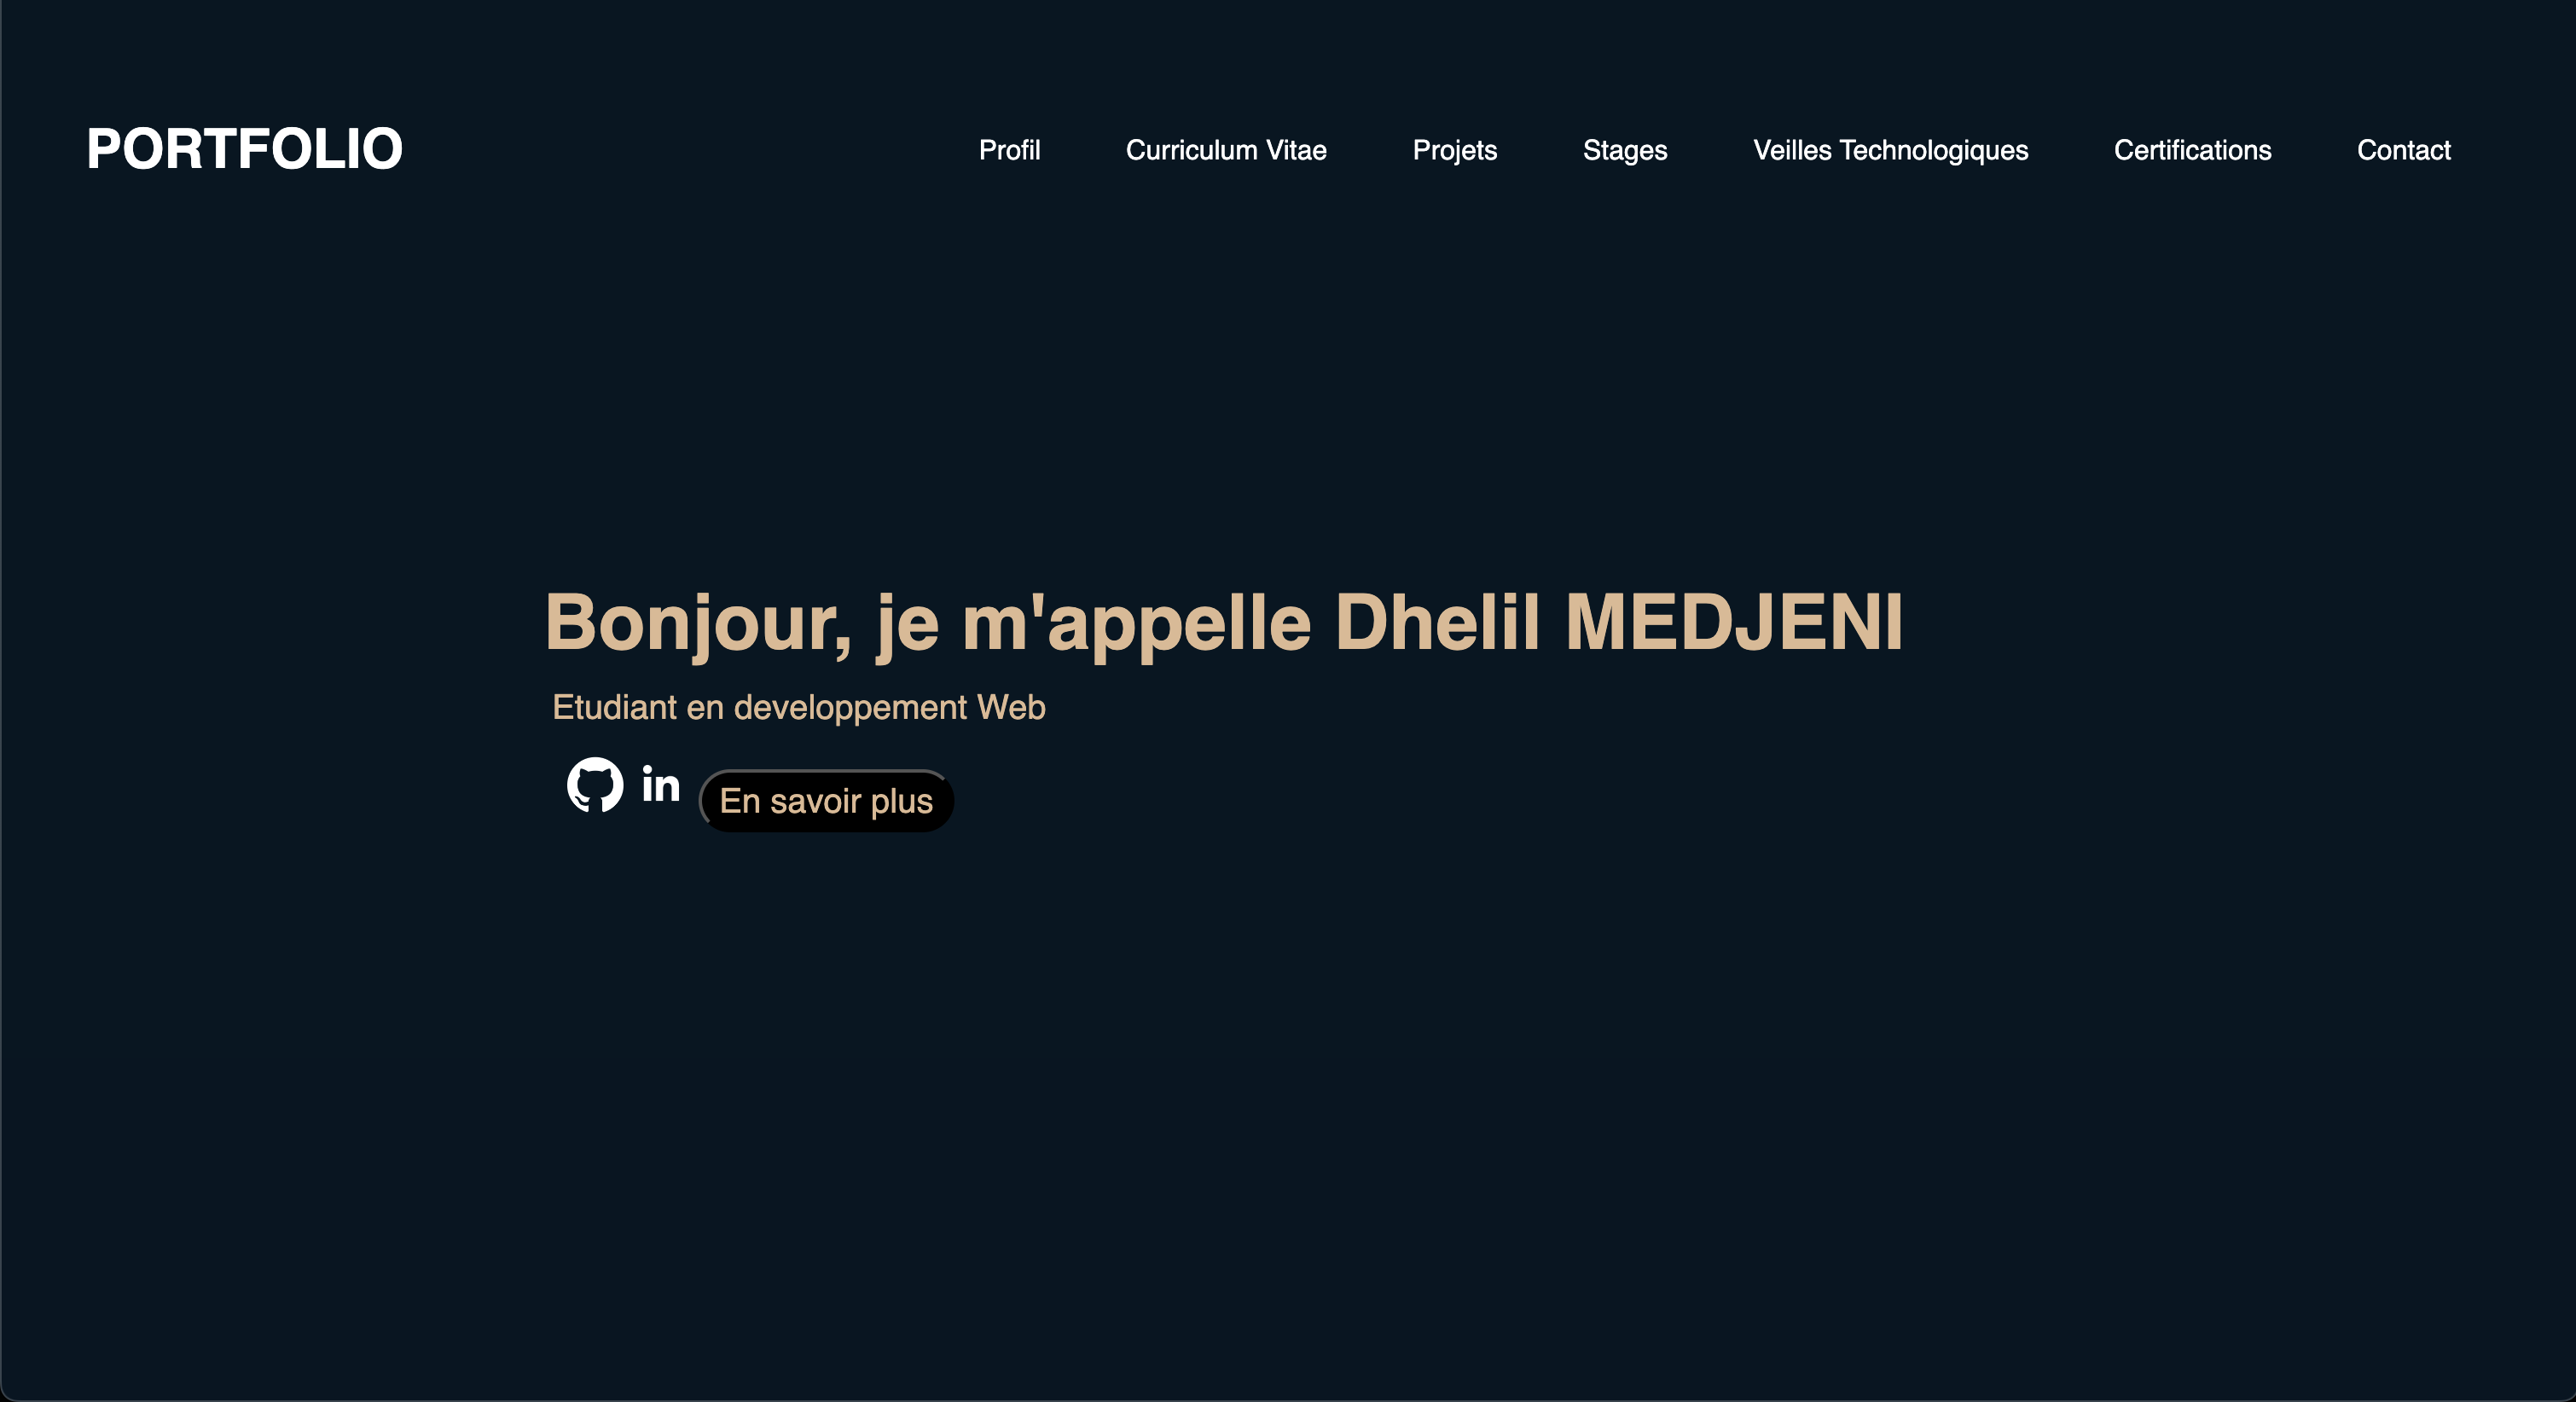 PORTFOLIO
Profil Curriculum Vitae Projets Stages Veilles Technologiques Certifications Contact
Bonjour, je m'appelle Dhelil MEDJENI
Etudiant en developpement Web
in En savoir plus